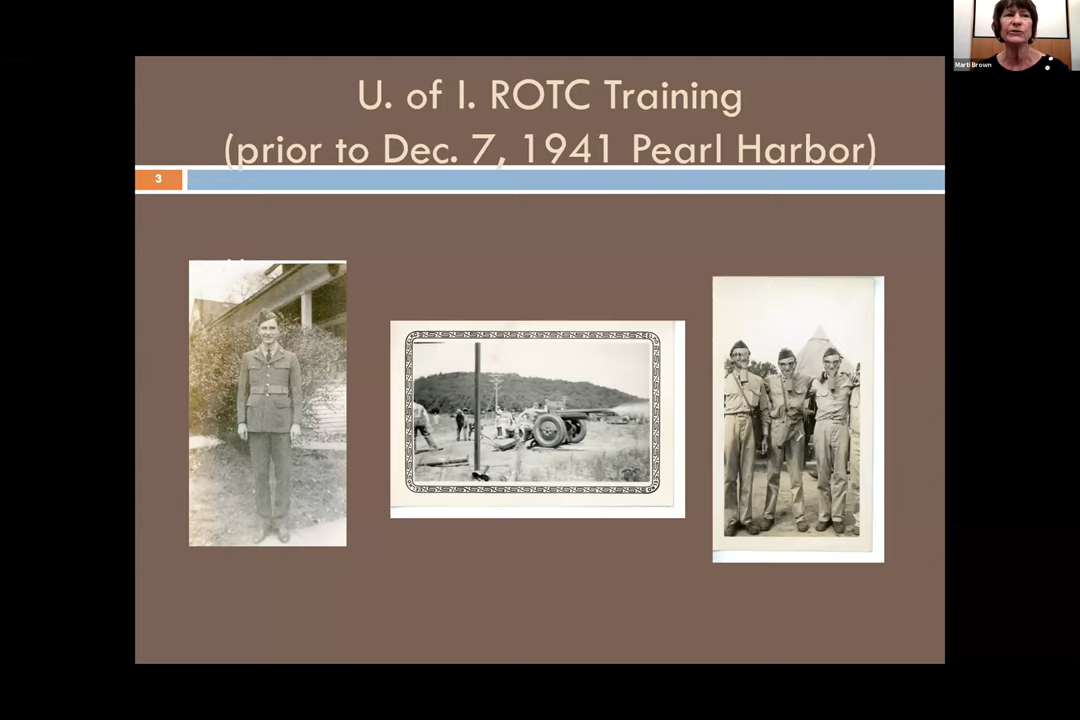 U. of I. ROTC Training
(prior to Dec. 7, 1941 Pearl Harbor)
3
Marti Brown